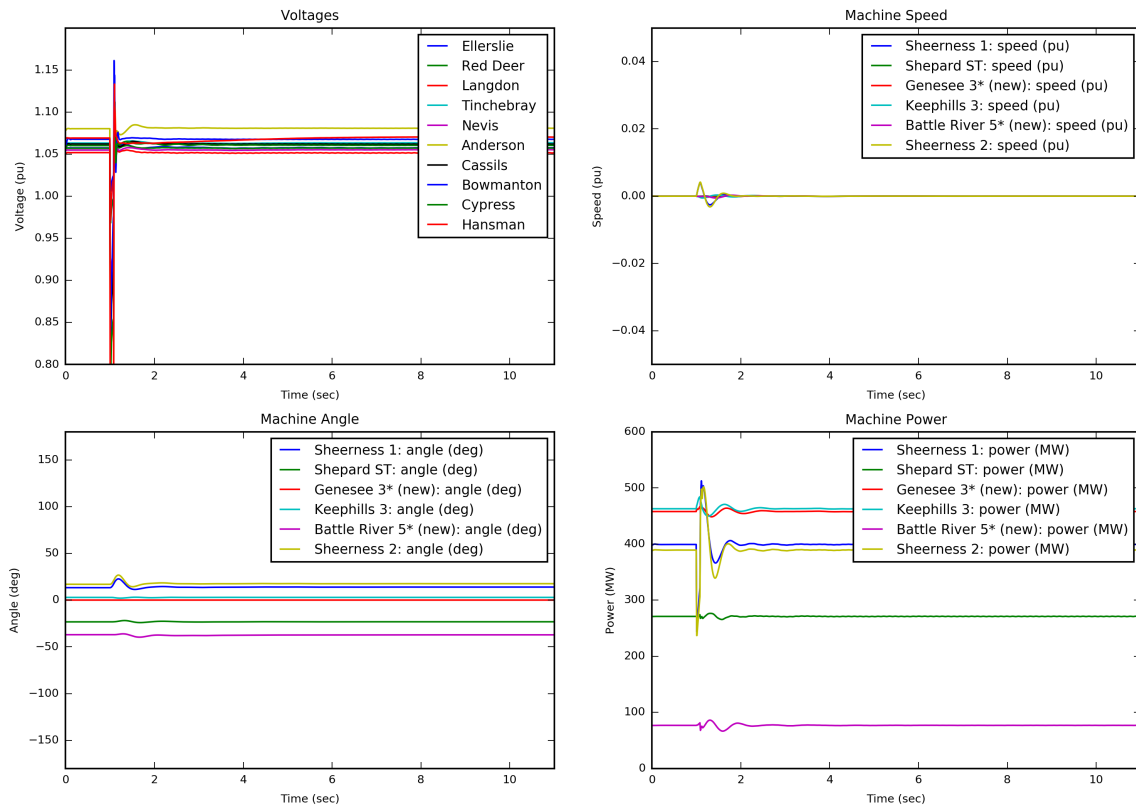 Voltages
Voltage (pu)
1.15
1.10
1.05
1.00
0.95
0.90
0.85
0.80
0 2 4 6 8 10
Time (sec)
Ellerslie
Red Deer
Langdon
Tinchebray
Nevis
Anderson
Cassils
Bowmanton
Cypress
Hansman
Machine Speed
Speed (pu)
0.04
0.02
0.00
−0.02
−0.04
0 2 4 6 8 10
Time (sec)
Sheerness 1: speed (pu)
Shepard ST: speed (pu)
Genesee 3* (new): speed (pu)
Keephills 3: speed (pu)
Battle River 5* (new): speed (pu)
Sheerness 2: speed (pu)
Machine Angle
Angle (deg)
150
100
50
0
−50
−100
−150
0 2 4 6 8 10
Time (sec)
Sheerness 1: angle (deg)
Shepard ST: angle (deg)
Genesee 3* (new): angle (deg)
Keephills 3: angle (deg)
Battle River 5* (new): angle (deg)
Sheerness 2: angle (deg)
Machine Power
Power (MW)
600
500
400
300
200
100
0
0 2 4 6 8 10
Time (sec)
Sheerness 1: power (MW)
Shepard ST: power (MW)
Genesee 3* (new): power (MW)
Keephills 3: power (MW)
Battle River 5* (new): power (MW)
Sheerness 2: power (MW)